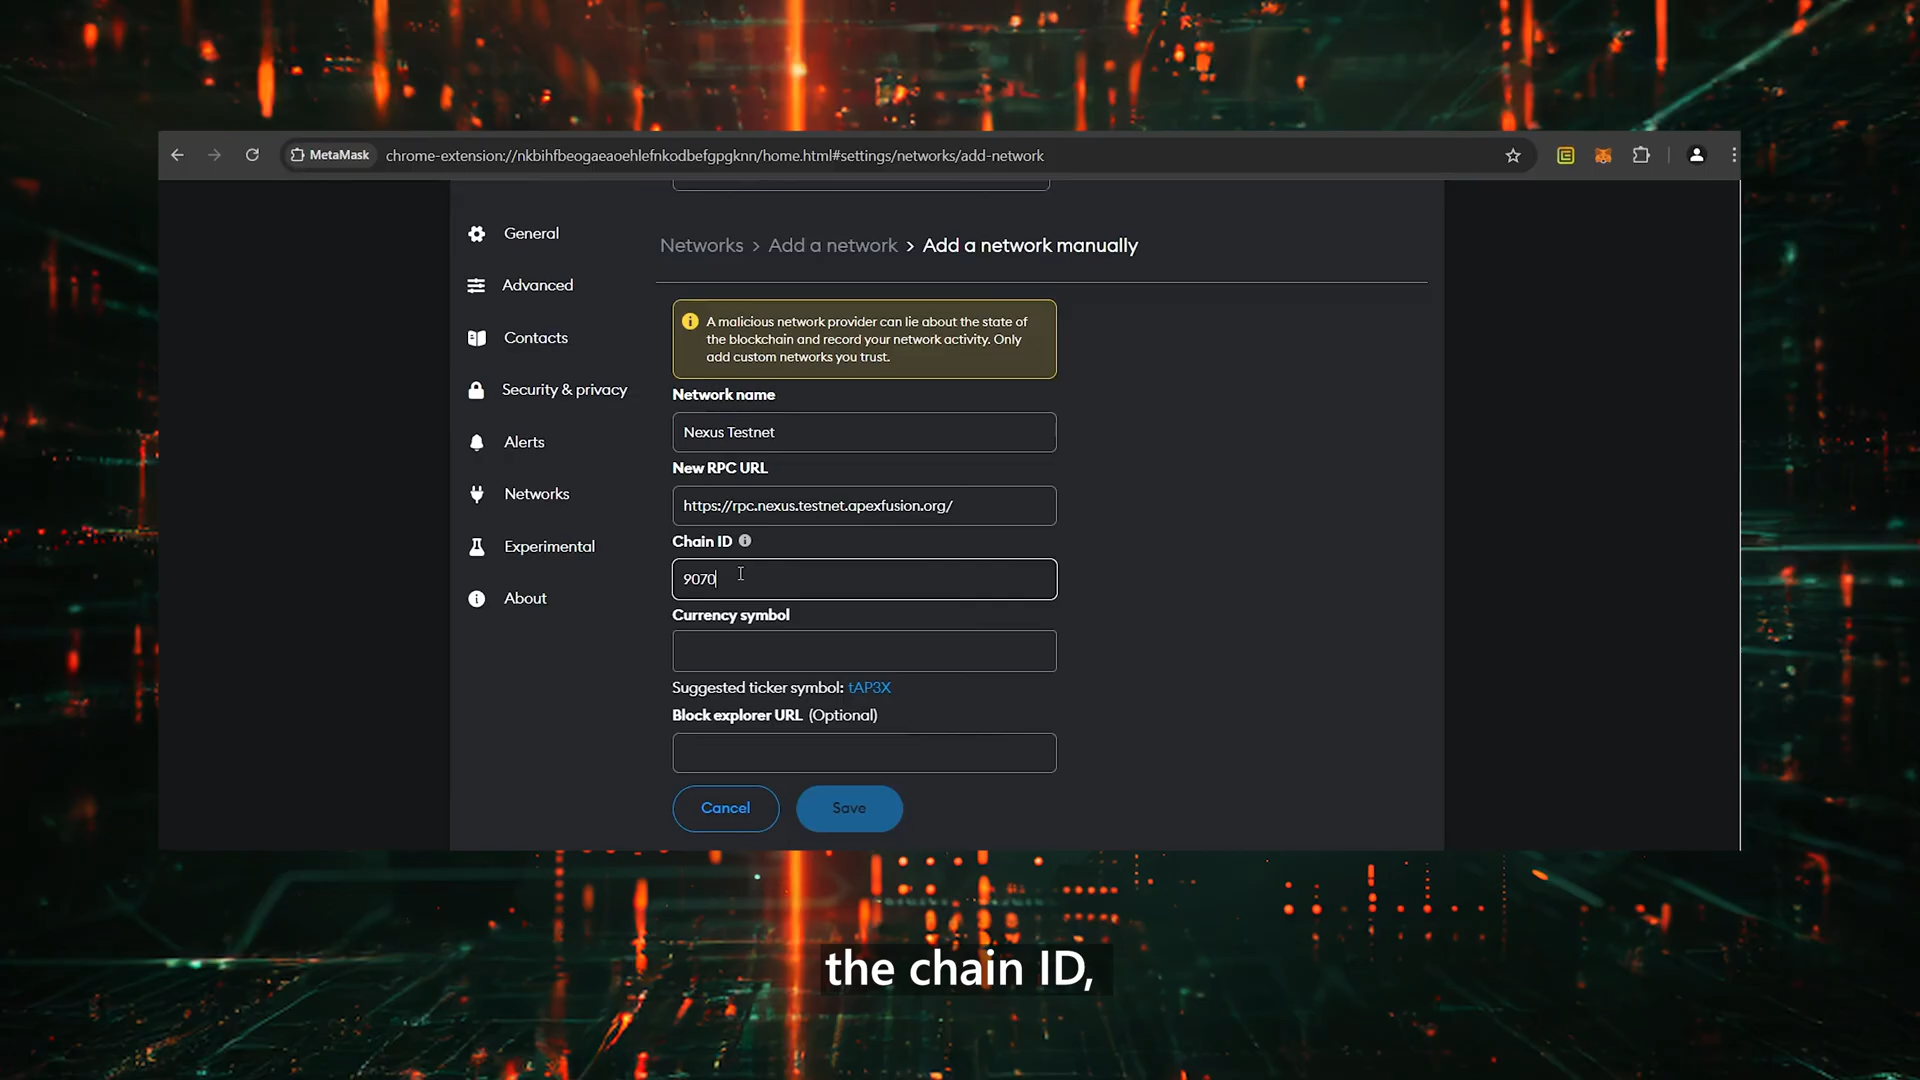 MetaMask
chrome-extension://nkbihfbeogaeaoehlefnkodbefgpgknn/home.html#settings/networks/add-network
General
Advanced
Contacts
Security & privacy
Alerts
Networks
Experimental
About
Networks > Add a network > Add a network manually
A malicious network provider can lie about the state of
the blockchain and record your network activity. Only
add custom networks you trust.
Network name
Nexus Testnet
New RPC URL
https://rpc.nexus.testnet.apexfusion.org/
Chain ID
9070
Currency symbol
Suggested ticker symbol: tAP3X
Block explorer URL (Optional)
Cancel
Save
the chain ID,